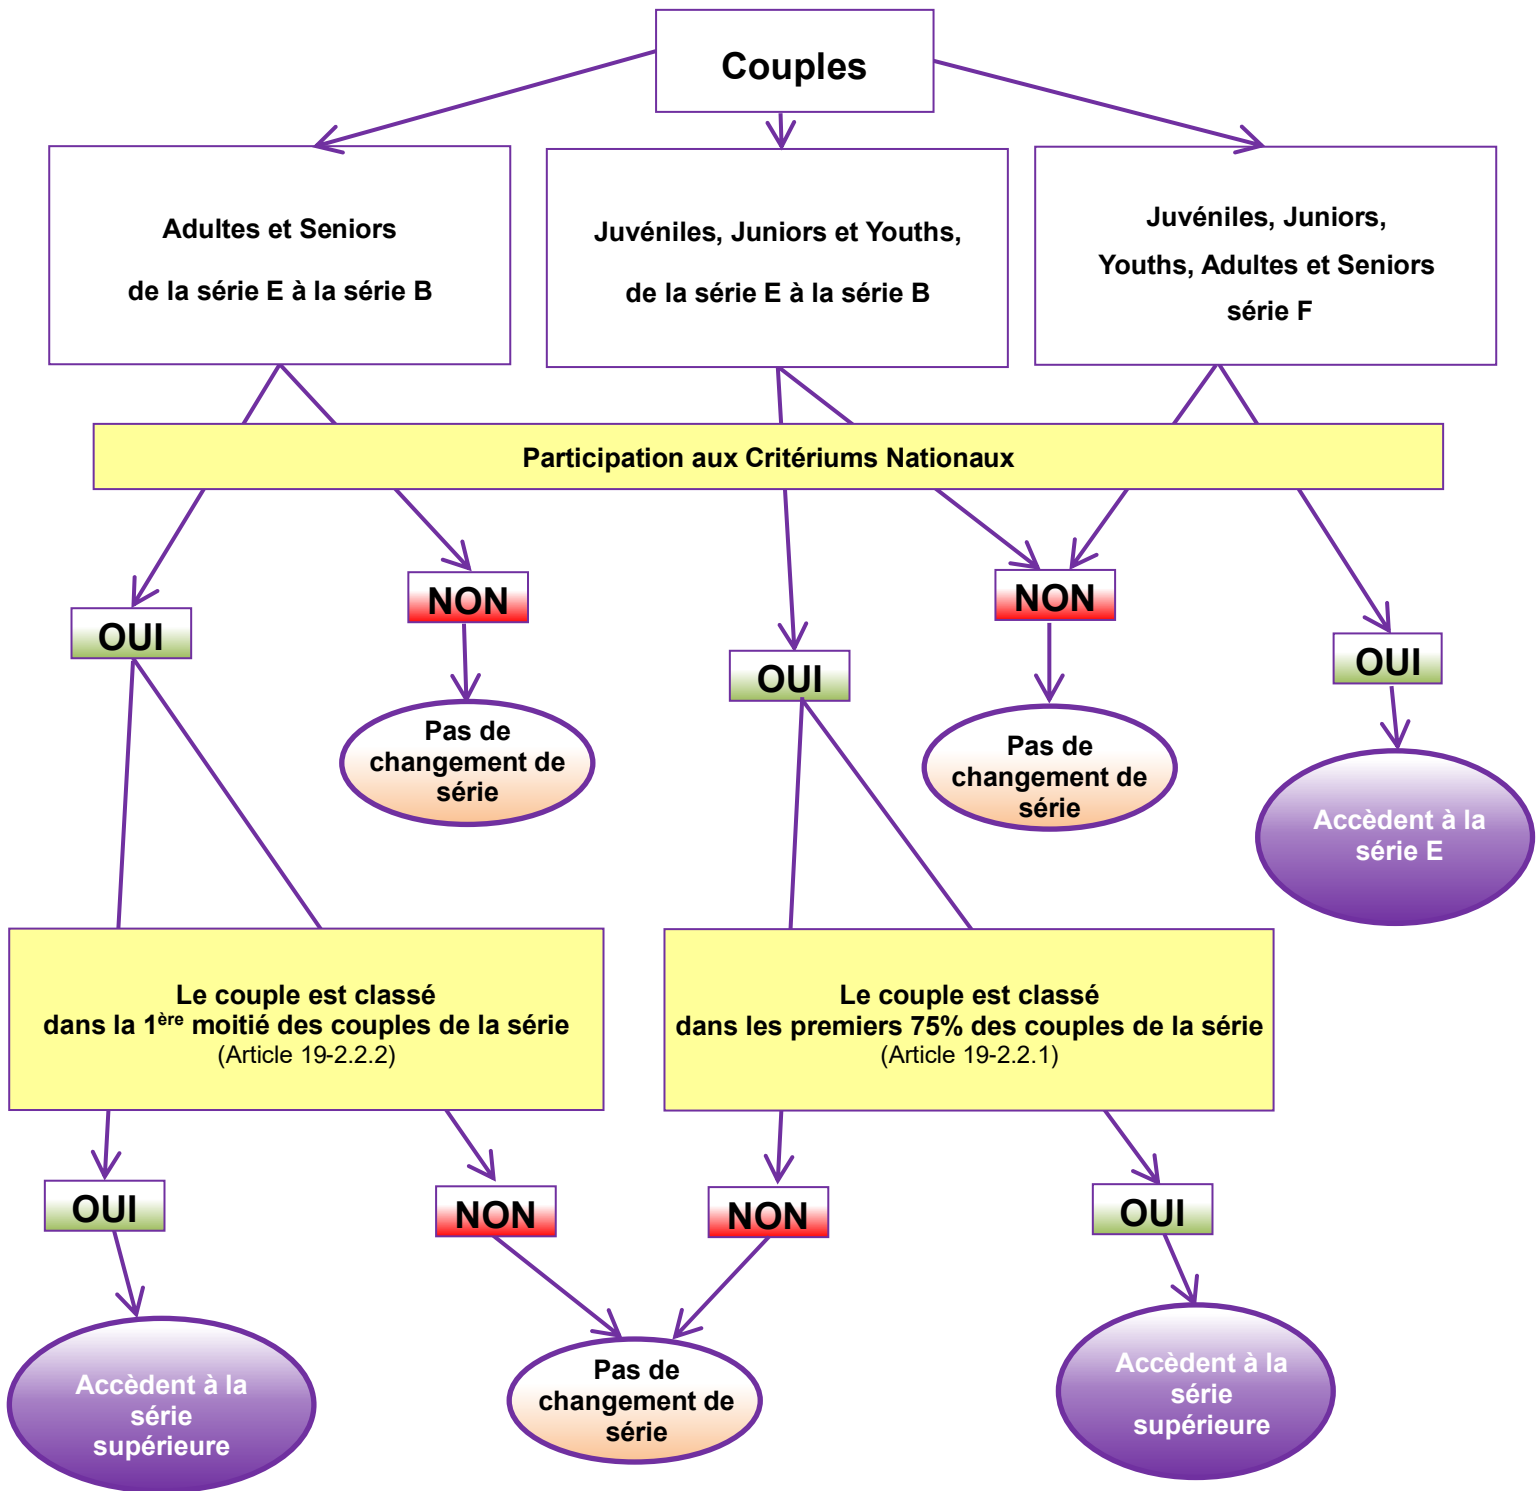 Couples
Adultes et Seniors
de la série E à la série B
Juvéniles, Juniors et Youths,
de la série E à la série B
Juvéniles, Juniors,
Youths, Adultes et Seniors
série F
Participation aux Critériums Nationaux
OUI
NON
OUI
NON
OUI
Pas de
changement de
série
Pas de
changement de
série
Accèdent à la
série E
Le couple est classé
dans la 1ère moitié des couples de la série
(Article 19-2.2.2)
Le couple est classé
dans les premiers 75% des couples de la série
(Article 19-2.2.1)
OUI
NON
NON
OUI
Accèdent à la
série
supérieure
Pas de
changement de
série
Accèdent à la
série
supérieure